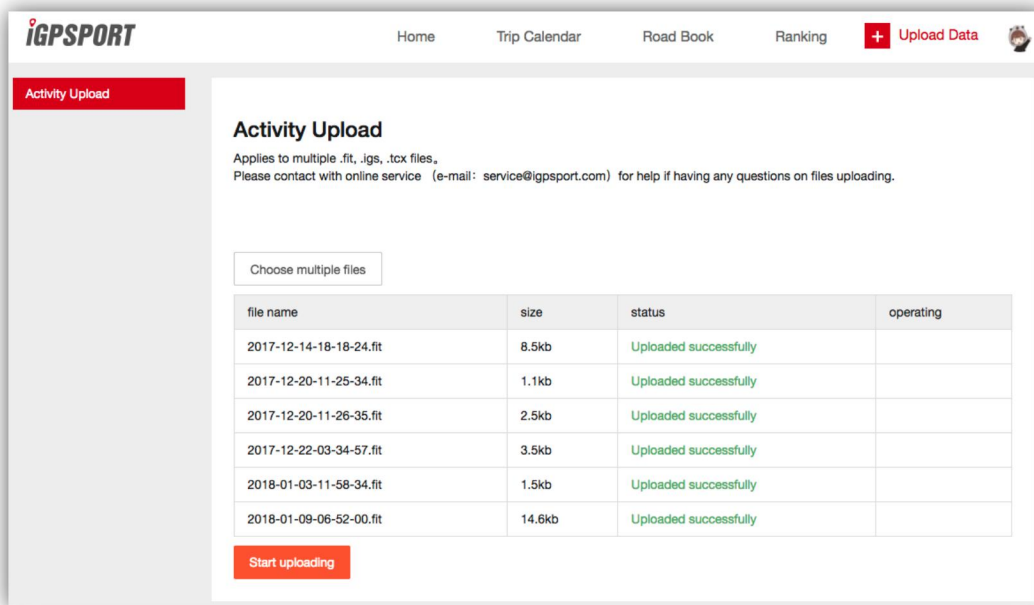 iGPSPORT
Home Trip Calendar Road Book Ranking + Upload Data
Activity Upload
Activity Upload
Applies to multiple .fit, .igs, .tcx files。
Please contact with online service （e-mail：service@igpsport.com）for help if having any questions on files uploading.
Choose multiple files
file name size status operating
2017-12-14-18-18-24.fit 8.5kb Uploaded successfully
2017-12-20-11-25-34.fit 1.1kb Uploaded successfully
2017-12-20-11-26-35.fit 2.5kb Uploaded successfully
2017-12-22-03-34-57.fit 3.5kb Uploaded successfully
2018-01-03-11-58-34.fit 1.5kb Uploaded successfully
2018-01-09-06-52-00.fit 14.6kb Uploaded successfully
Start uploading